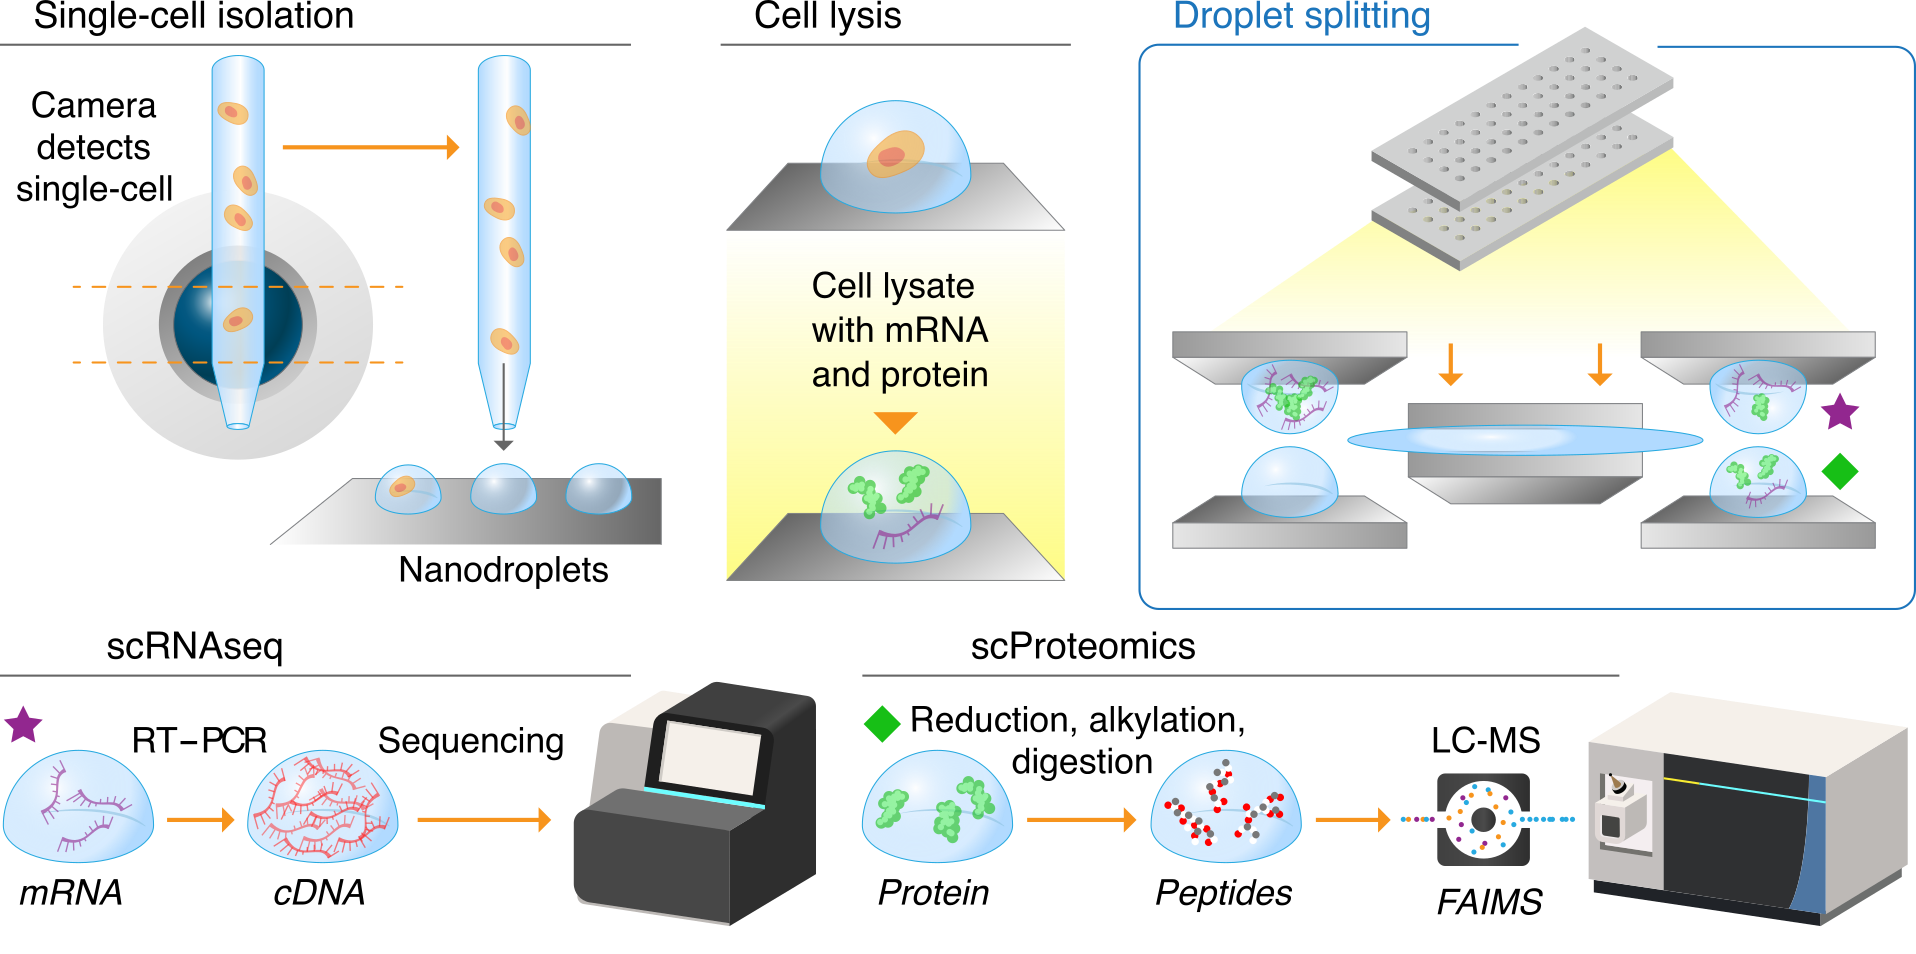 Single-cell isolation
Camera
detects
single-cell
Nanodroplets
Cell lysis
Cell lysate
with mRNA
and protein
Droplet splitting
scRNAseq
RT-PCR
Sequencing
mRNA
cDNA
scProteomics
Reduction, alkylation,
digestion
LC-MS
Protein
Peptides
FAIMS